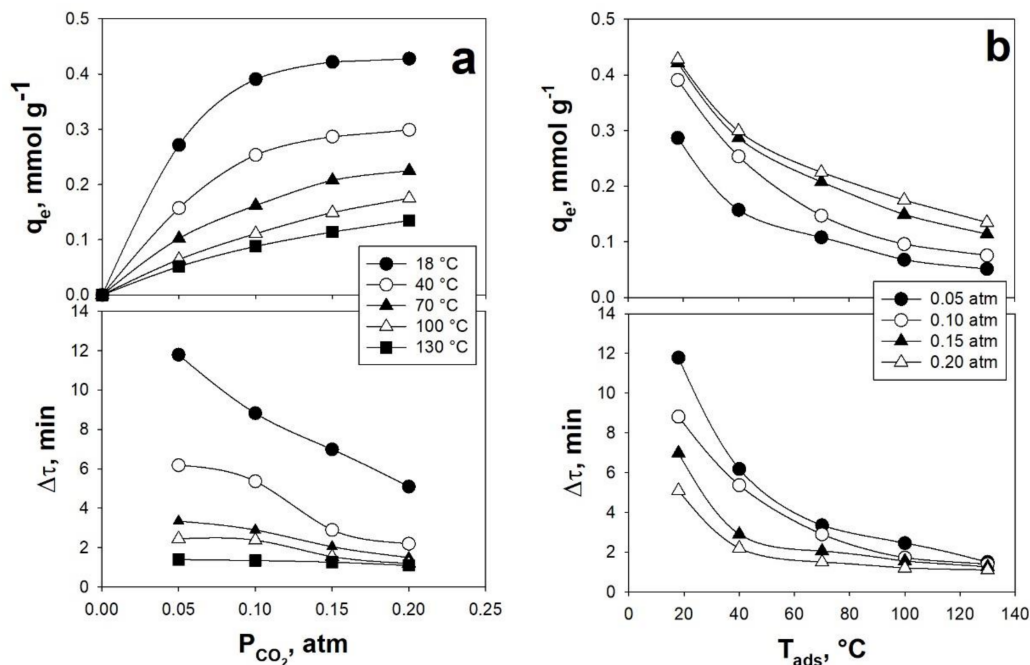 a
q_e, mmol g^-1
0.5
0.4
0.3
0.2
0.1
0.0
18 °C
40 °C
70 °C
100 °C
130 °C
Δτ, min
14
12
10
8
6
4
2
0
0.00 0.05 0.10 0.15 0.20 0.25
P_CO2, atm
b
q_e, mmol g^-1
0.5
0.4
0.3
0.2
0.1
0.0
0.05 atm
0.10 atm
0.15 atm
0.20 atm
Δτ, min
14
12
10
8
6
4
2
0
0 20 40 60 80 100 120 140
T_ads, °C